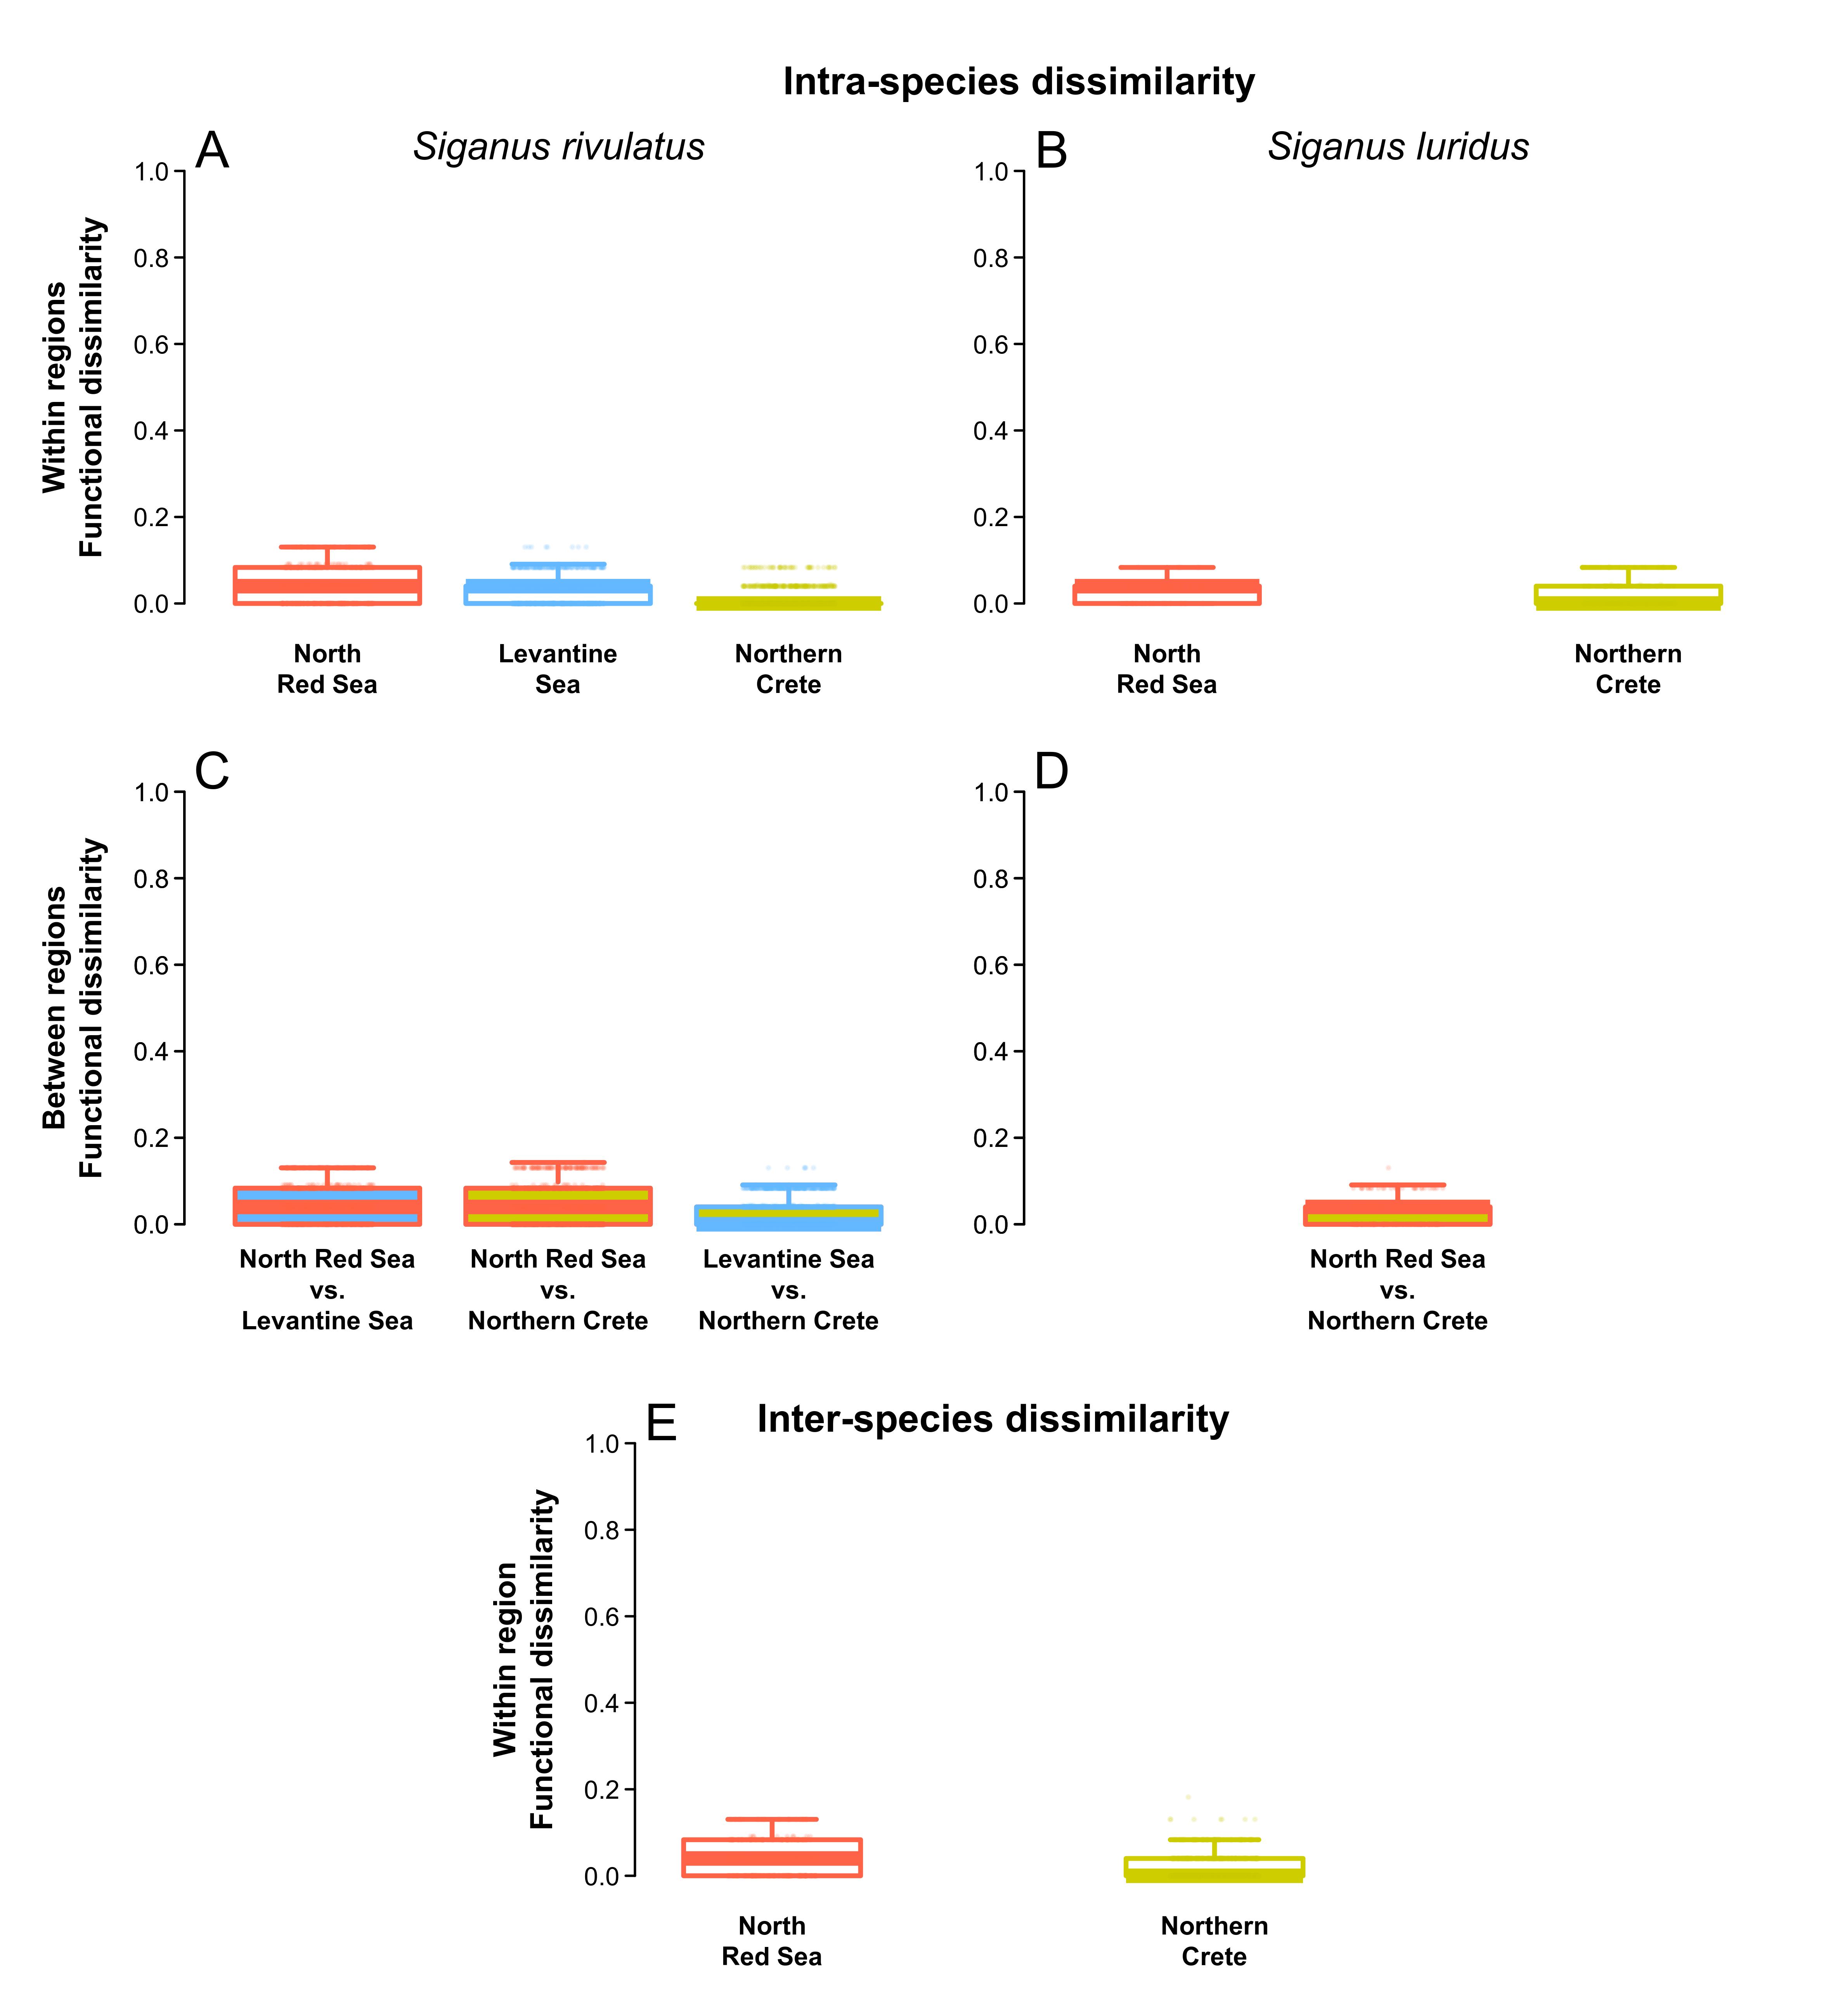 Intra-species dissimilarity
A
Siganus rivulatus
B
Siganus luridus
Within regions
Functional dissimilarity
1.0
0.8
0.6
0.4
0.2
0.0
North
Red Sea
Levantine
Sea
Northern
Crete
1.0
0.8
0.6
0.4
0.2
0.0
North
Red Sea
Northern
Crete
C
D
Between regions
Functional dissimilarity
1.0
0.8
0.6
0.4
0.2
0.0
North Red Sea
vs.
Levantine Sea
North Red Sea
vs.
Northern Crete
Levantine Sea
vs.
Northern Crete
1.0
0.8
0.6
0.4
0.2
0.0
North Red Sea
vs.
Northern Crete
E
Inter-species dissimilarity
Within region
Functional dissimilarity
1.0
0.8
0.6
0.4
0.2
0.0
North
Red Sea
Northern
Crete